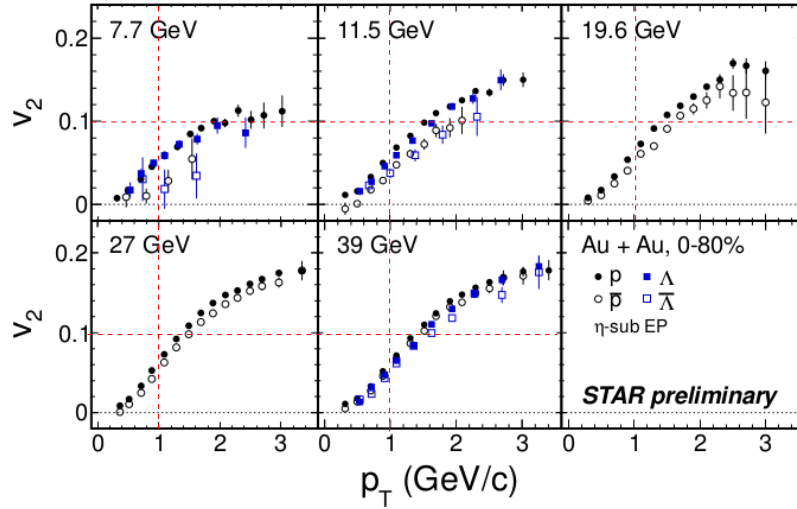 7.7 GeV 11.5 GeV 19.6 GeV
0.2
0.1
0
v₂
27 GeV 39 GeV Au + Au, 0-80%
p Λ
p̅ Λ̅
η-sub EP
STAR preliminary
0.2
0.1
0
v₂
0 1 2 3 0 1 2 3 0 1 2 3
p_T (GeV/c)